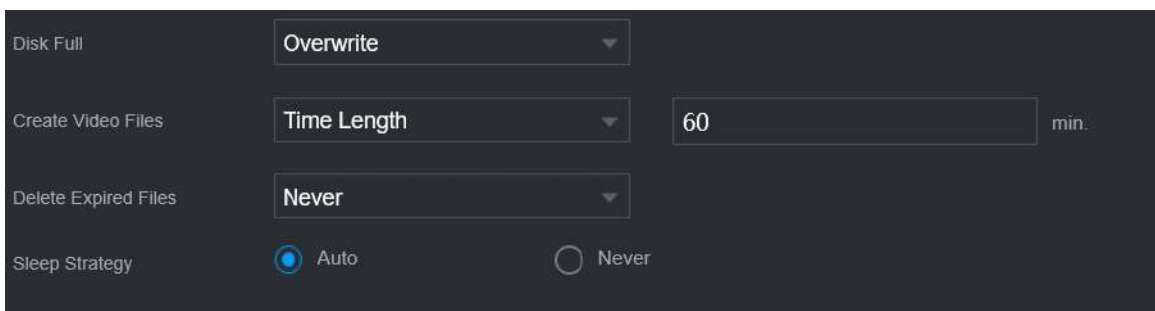 Disk Full Overwrite
Create Video Files Time Length 60 min.
Delete Expired Files Never
Sleep Strategy Auto Never